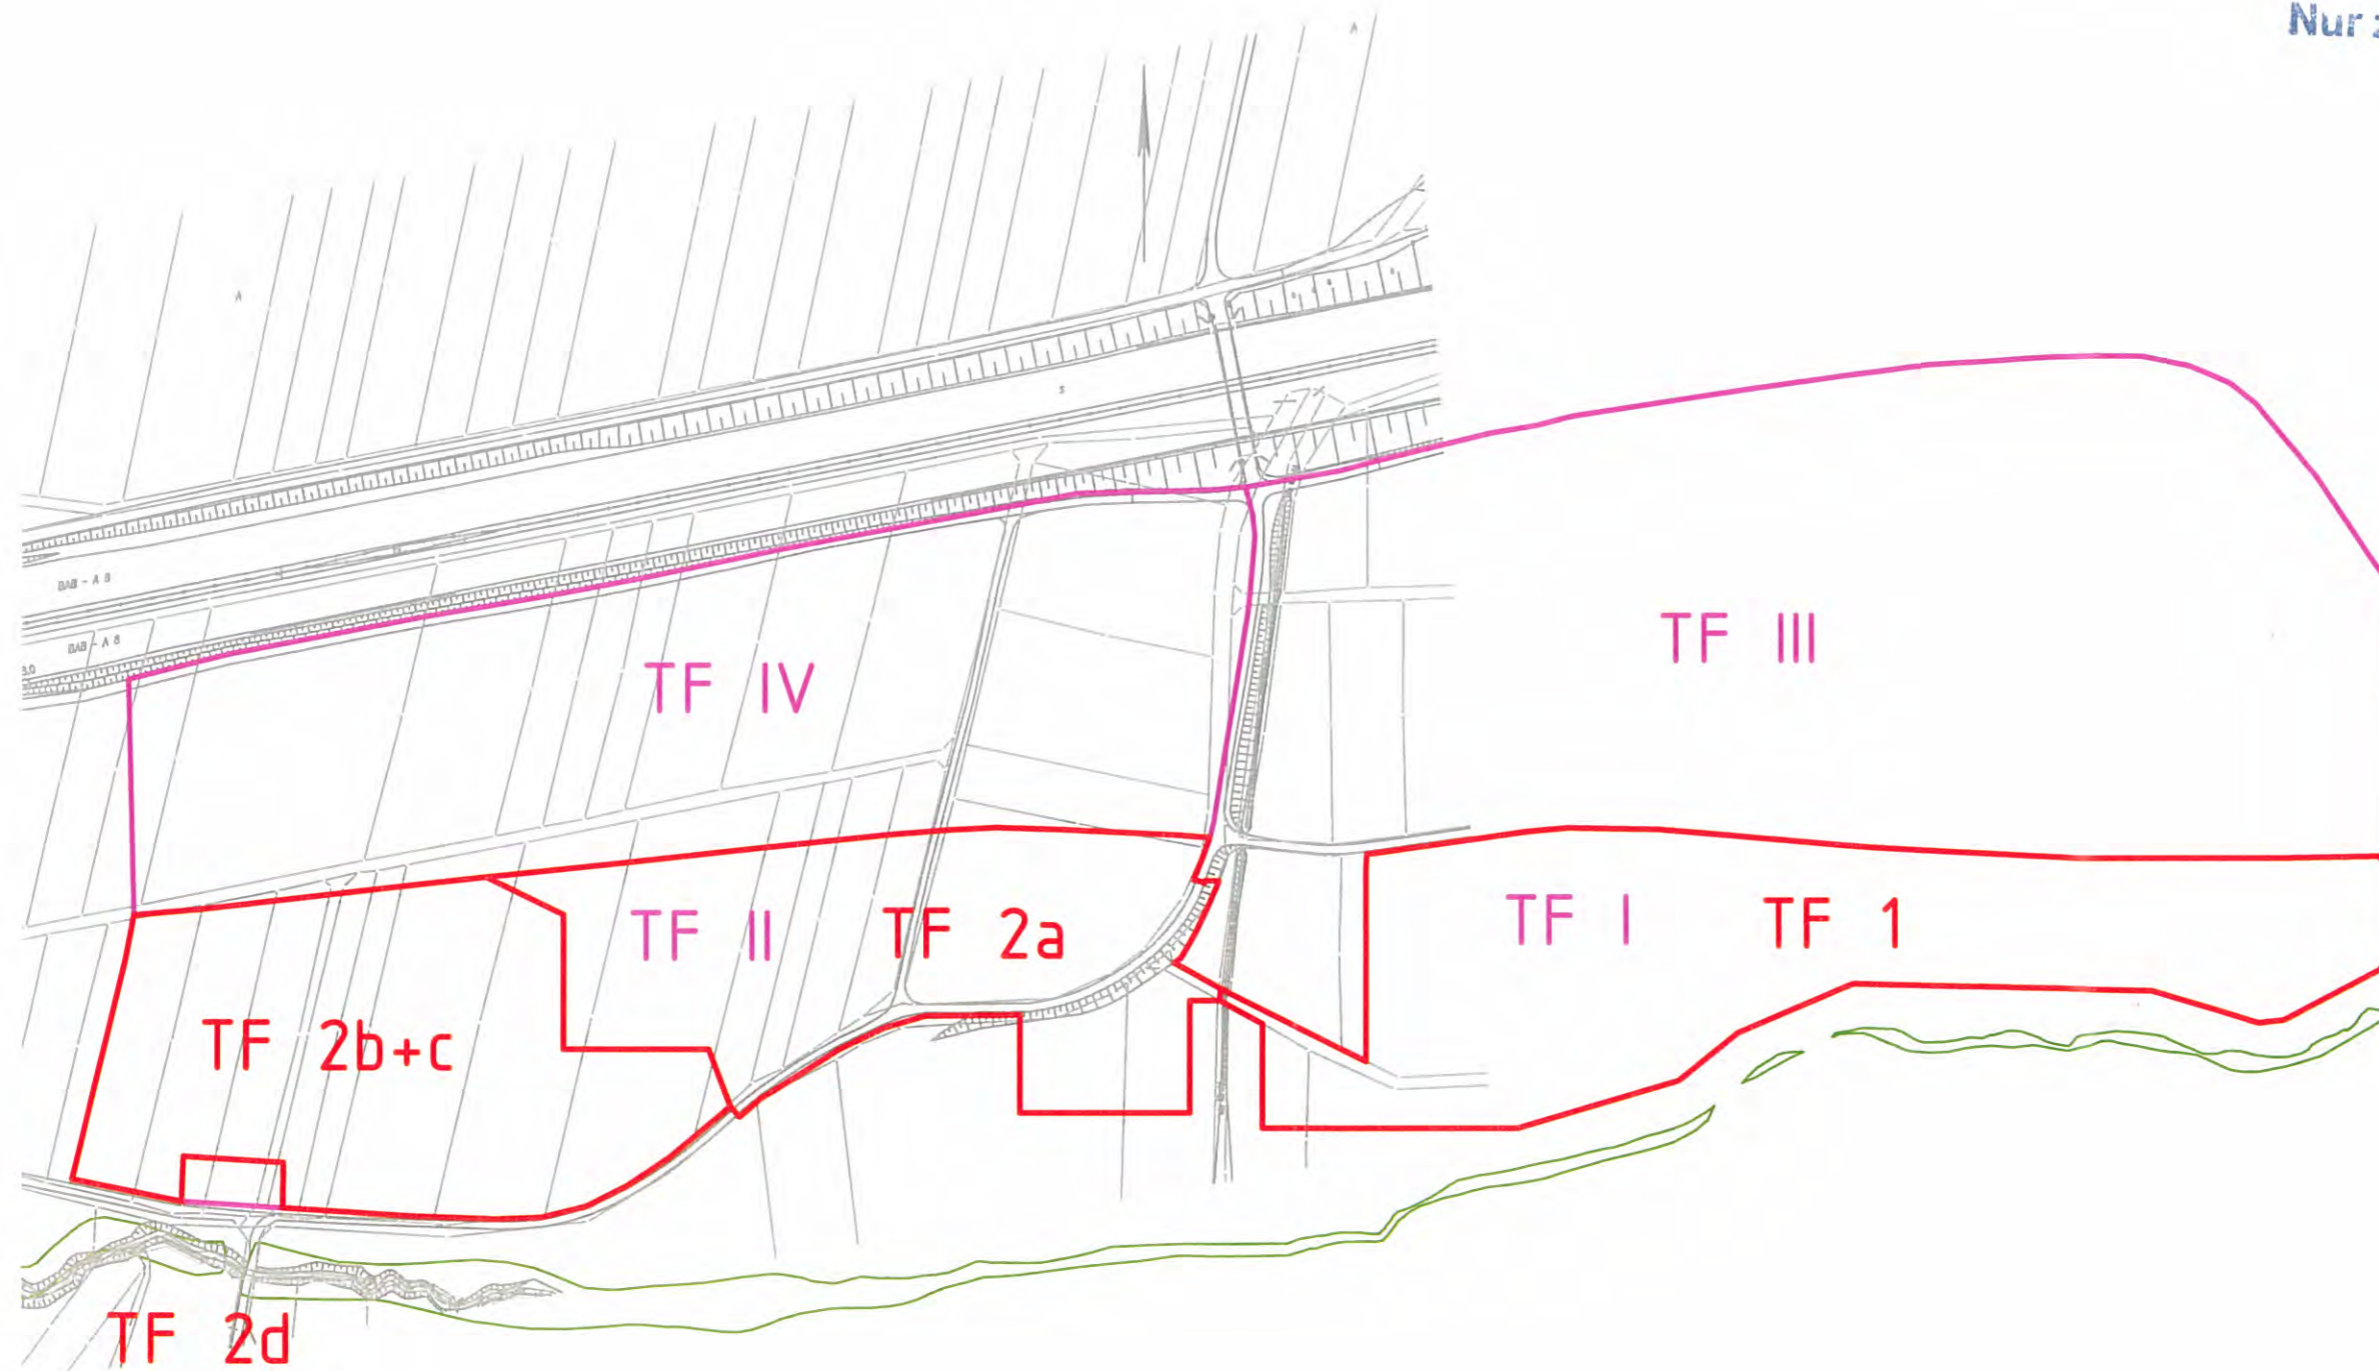 Nur
A
A
s
BAB - A 8
BAB - A 8
TF III
TF IV
TF I TF 1
TF II TF 2a
TF 2b+c
TF 2d